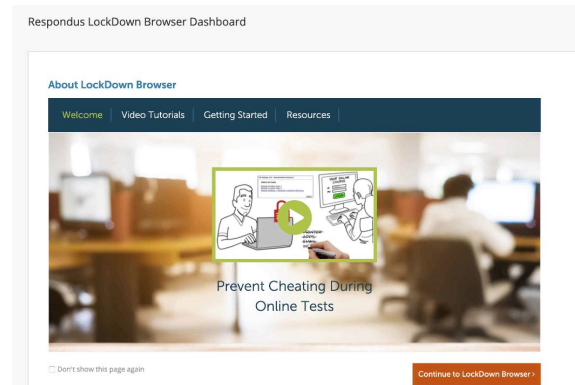 Respondus LockDown Browser Dashboard
About LockDown Browser
Welcome Video Tutorials Getting Started Resources
Prevent Cheating During
Online Tests
Don't show this page again
Continue to LockDown Browser >